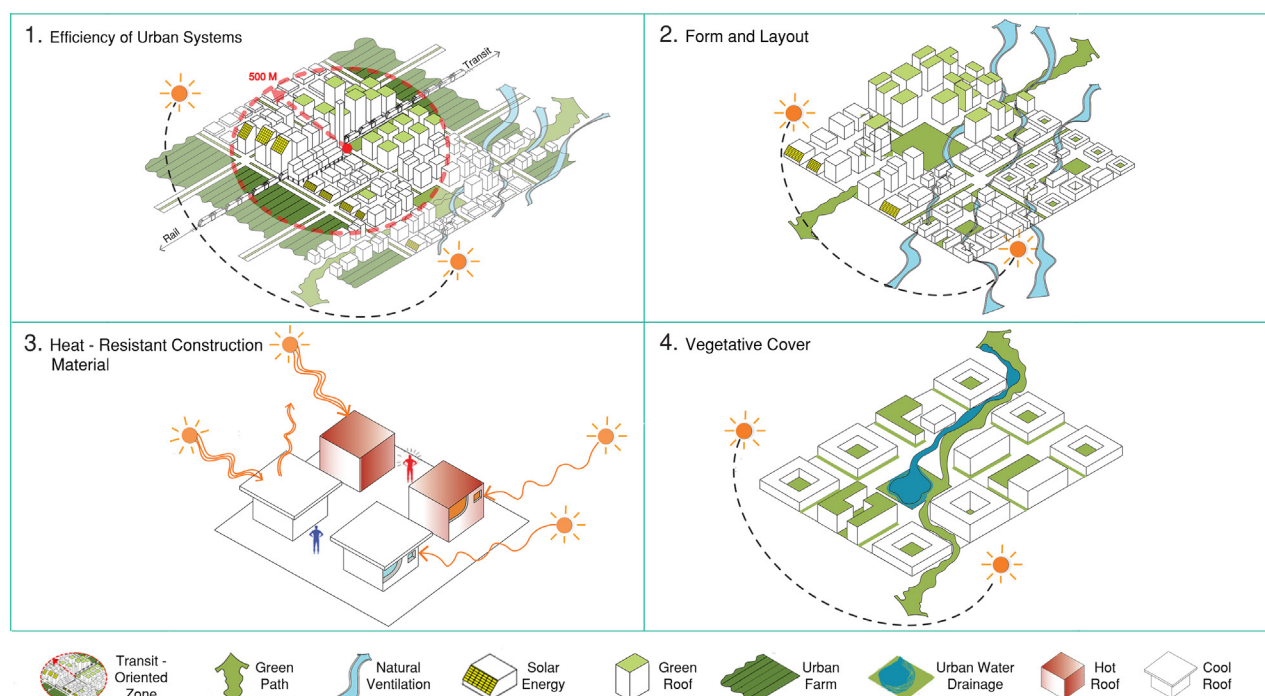 1. Efficiency of Urban Systems
500 M
Transit
Rail
2. Form and Layout
3. Heat - Resistant Construction
Material
4. Vegetative Cover
Transit -
Oriented
Zone
Green
Path
Natural
Ventilation
Solar
Energy
Green
Roof
Urban
Farm
Urban Water
Drainage
Hot
Roof
Cool
Roof